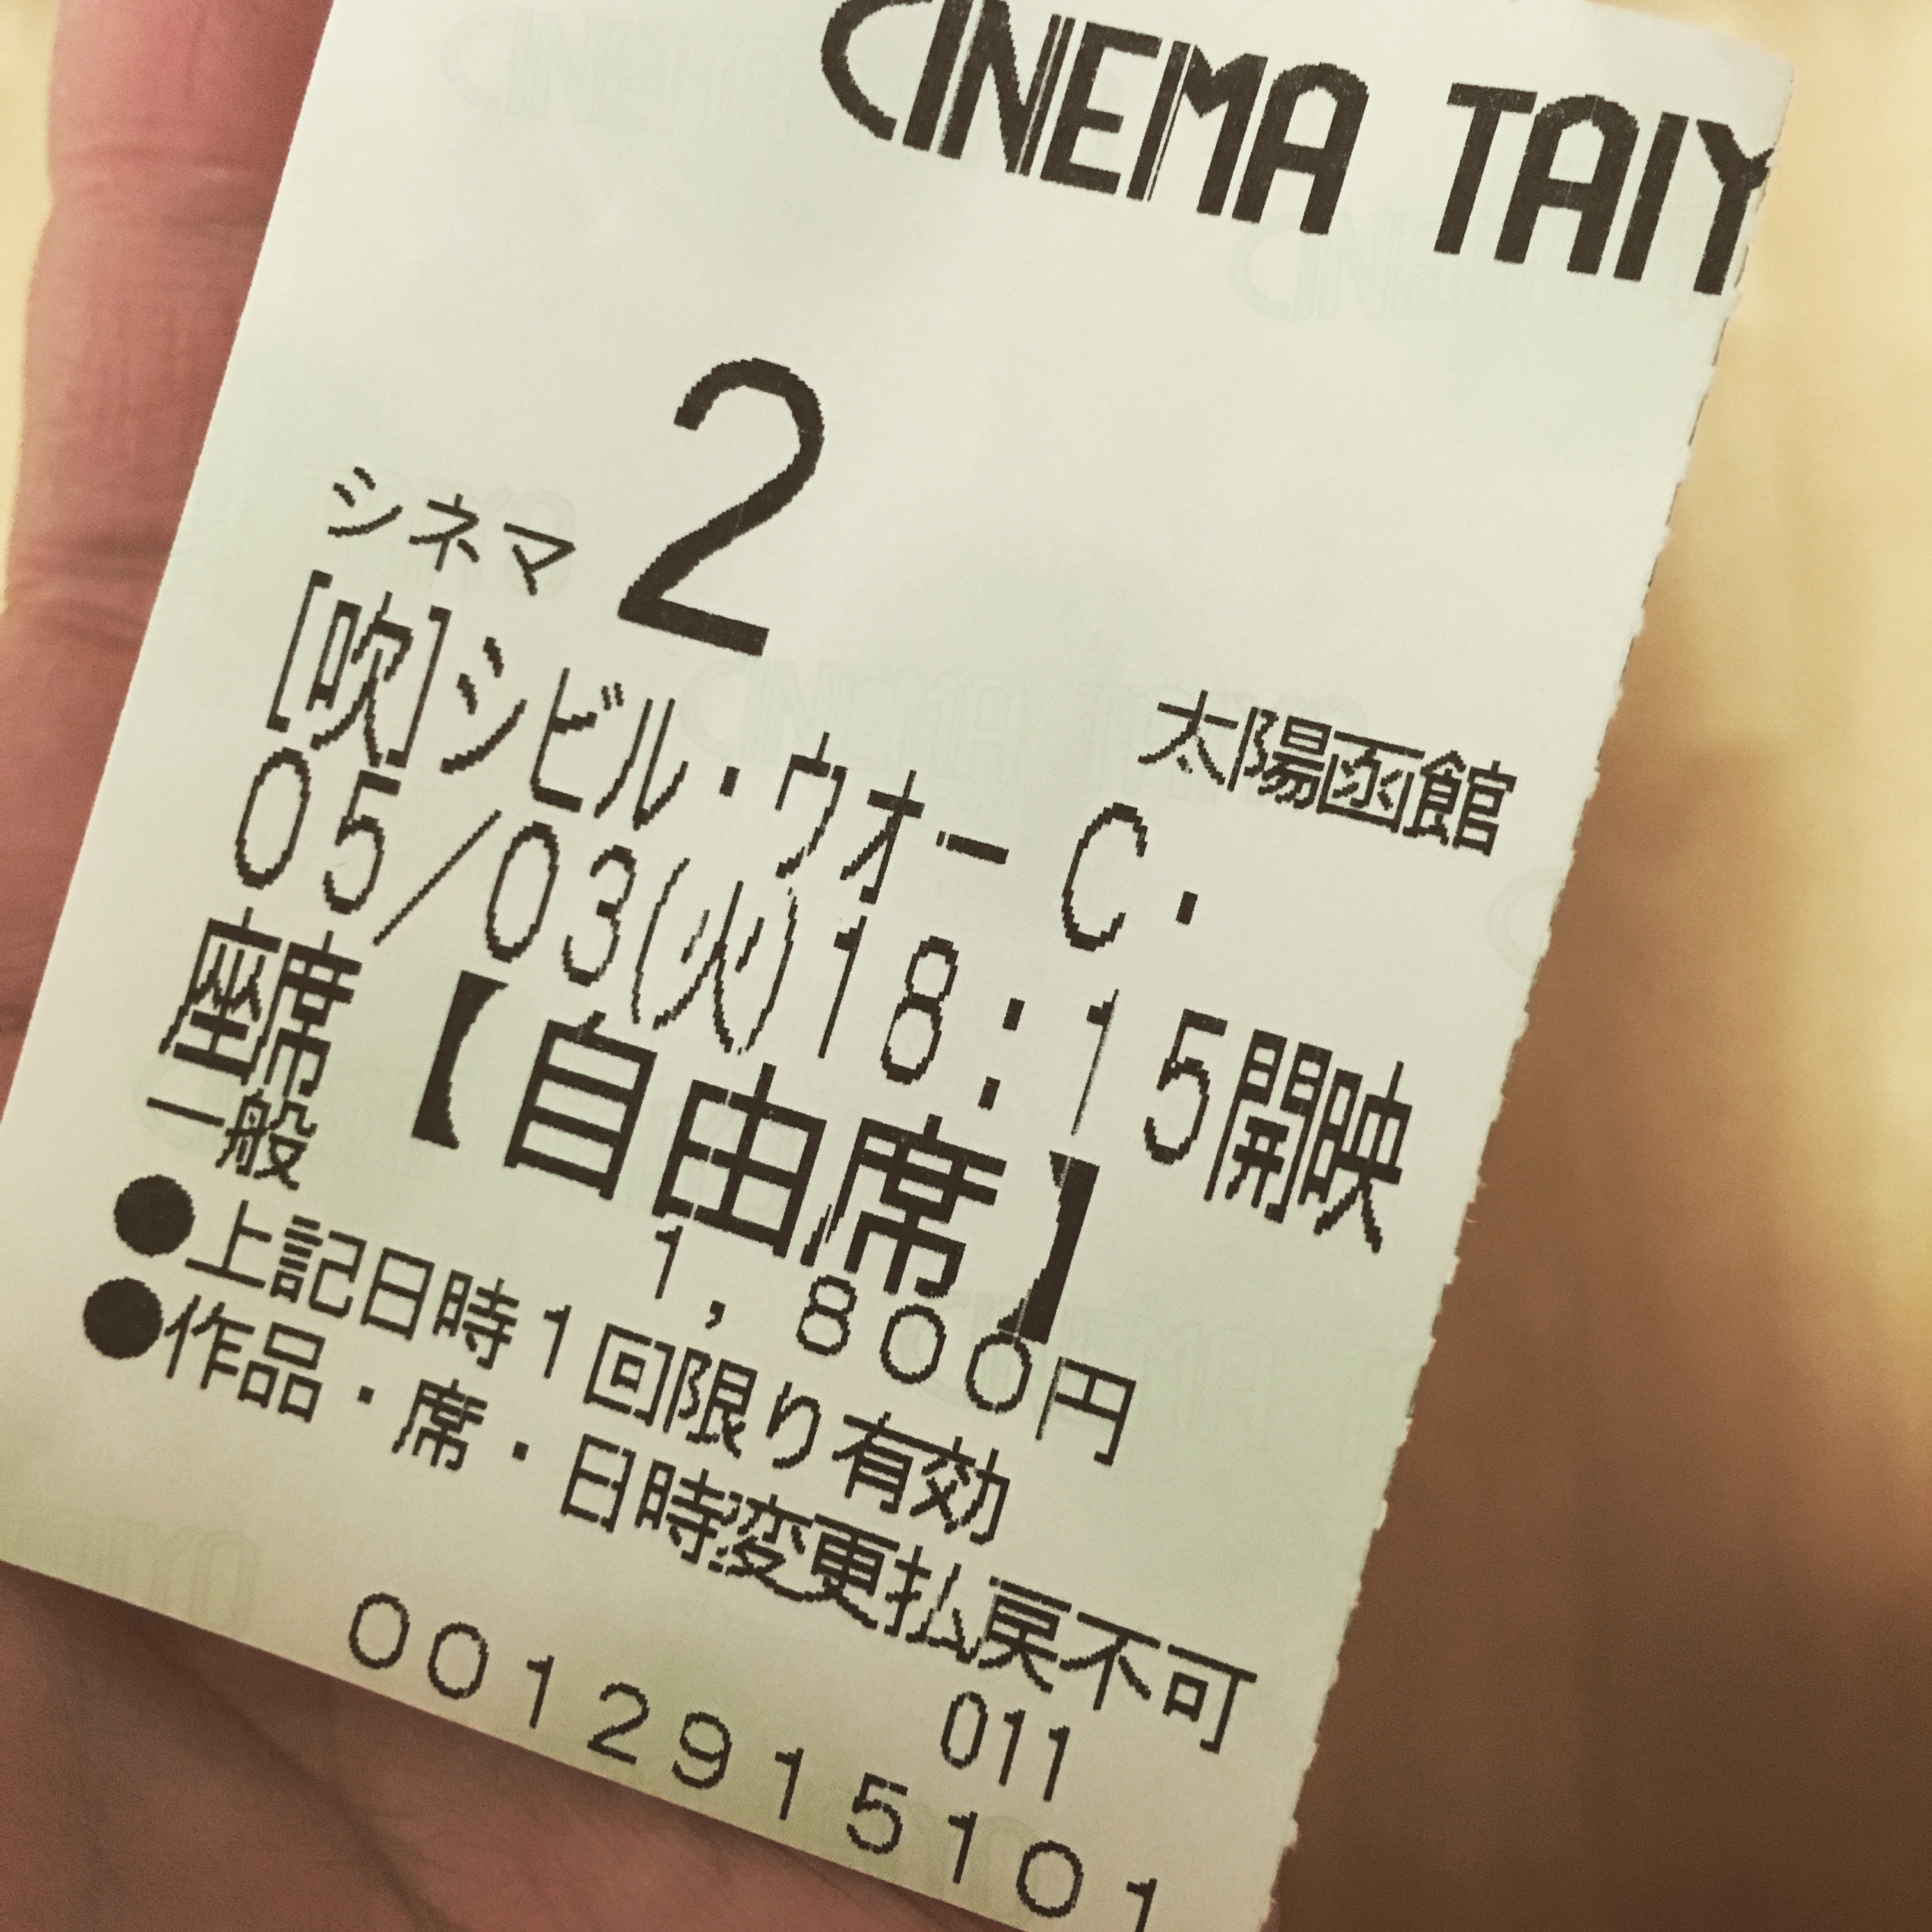 CINEMA TAIY
シネマ 2
太陽函館
[吹]シビル・ウオー C・
05/03(火)18:15開映
座席【自由席】
一般 1,800円
●上記日時1回限り有効
●作品・席・日時変更払戻不可
011
0012915101